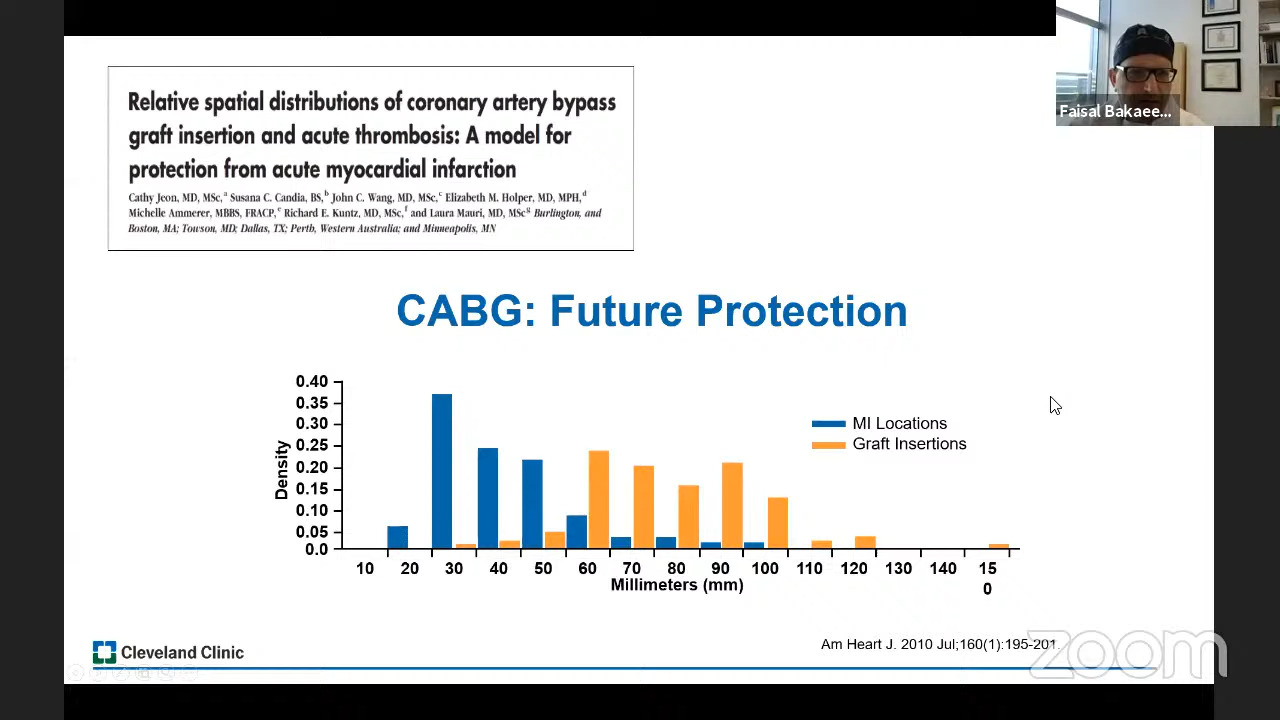 Relative spatial distributions of coronary artery bypass
graft insertion and acute thrombosis: A model for
protection from acute myocardial infarction
Cathy Jeon, MD, MSc,a Susana C. Candia, BS,b John C. Wang, MD, MSc,c Elizabeth M. Holper, MD, MPH,d
Michelle Ammerer, MBBS, FRACP,e Richard E. Kuntz, MD, MSc,f and Laura Mauri, MD, MScg Burlington, and
Boston, MA; Towson, MD; Dallas, TX; Perth, Western Australia; and Minneapolis, MN
Faisal Bakaee...
CABG: Future Protection
0.40
0.35
0.30
0.25
0.20
0.15
0.10
0.05
0.0
Density
MI Locations
Graft Insertions
10 20 30 40 50 60 70 80 90 100 110 120 130 140 15
0
Millimeters (mm)
Am Heart J. 2010 Jul;160(1):195-201.
Cleveland Clinic
zoom